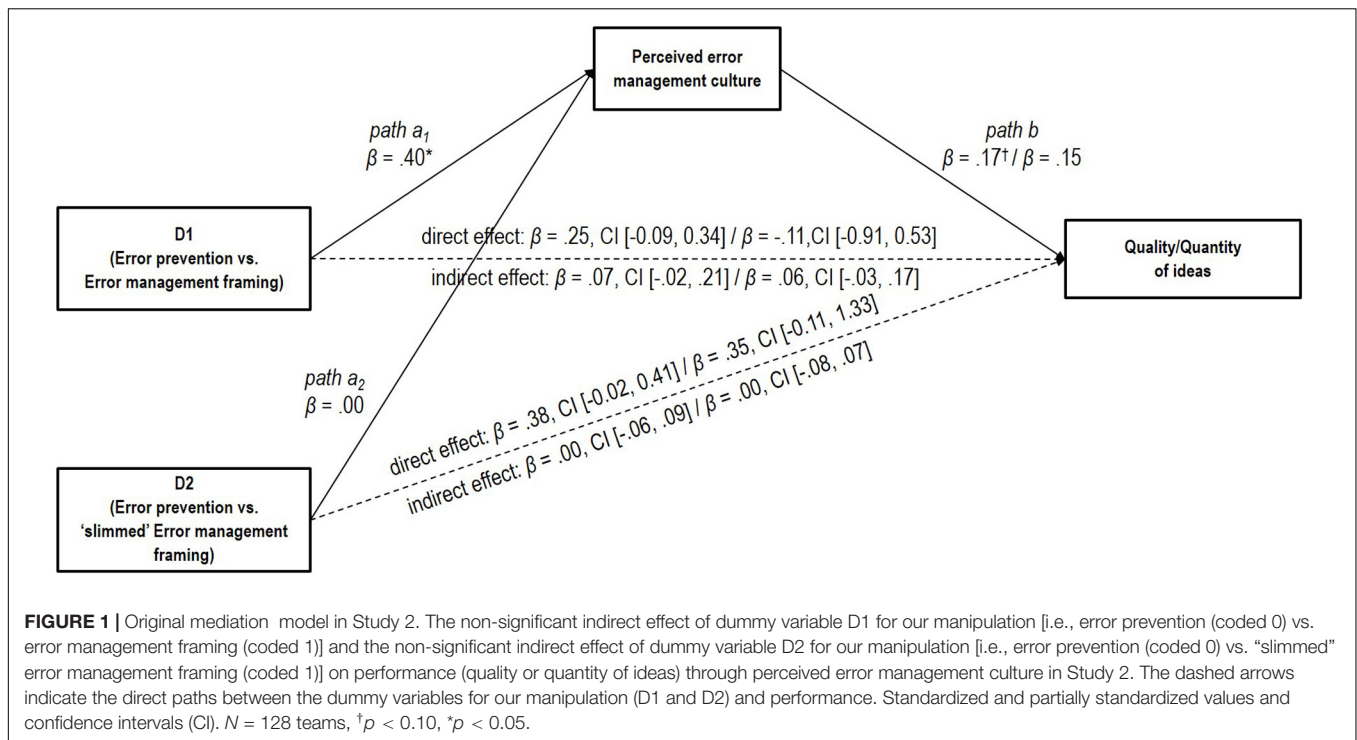 Perceived error
management culture
path a1
β = .40*
path b
β = .17† / β = .15
D1
(Error prevention vs.
Error management framing)
direct effect: β = .25, CI [-0.09, 0.34] / β = -.11,CI [-0.91, 0.53]
indirect effect: β = .07, CI [-.02, .21] / β = .06, CI [-.03, .17]
Quality/Quantity
of ideas
path a2
β = .00
direct effect: β = .38, CI [-0.02, 0.41] / β = .35, CI [-0.11, 1.33]
indirect effect: β = .00, CI [-.06, .09] / β = .00, CI [-.08, .07]
D2
(Error prevention vs.
‘slimmed’ Error management
framing)
FIGURE 1 | Original mediation model in Study 2. The non-significant indirect effect of dummy variable D1 for our manipulation [i.e., error prevention (coded 0) vs.
error management framing (coded 1)] and the non-significant indirect effect of dummy variable D2 for our manipulation [i.e., error prevention (coded 0) vs. “slimmed”
error management framing (coded 1)] on performance (quality or quantity of ideas) through perceived error management culture in Study 2. The dashed arrows
indicate the direct paths between the dummy variables for our manipulation (D1 and D2) and performance. Standardized and partially standardized values and
confidence intervals (CI). N = 128 teams, †p < 0.10, *p < 0.05.